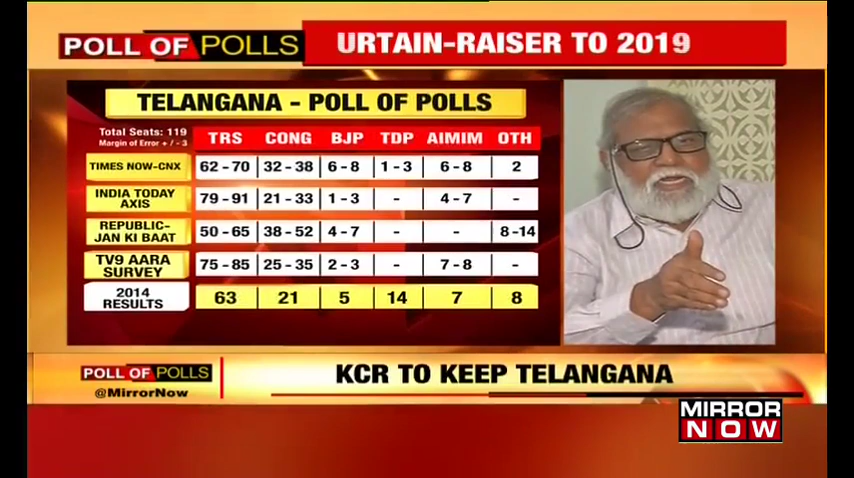 POLL OF POLLS
URTAIN-RAISER TO 2019
TELANGANA - POLL OF POLLS
Total Seats: 119
Margin of Error + / - 3
TRS CONG BJP TDP AIMIM OTH
TIMES NOW-CNX 62 - 70 32 - 38 6 - 8 1 - 3 6 - 8 2
INDIA TODAY AXIS 79 - 91 21 - 33 1 - 3 - 4 - 7 -
REPUBLIC- JAN KI BAAT 50 - 65 38 - 52 4 - 7 - - 8 -14
TV9 AARA SURVEY 75 - 85 25 - 35 2 - 3 - 7 - 8 -
2014 RESULTS 63 21 5 14 7 8
POLL OF POLLS
@MirrorNow
KCR TO KEEP TELANGANA
MIRROR
NOW